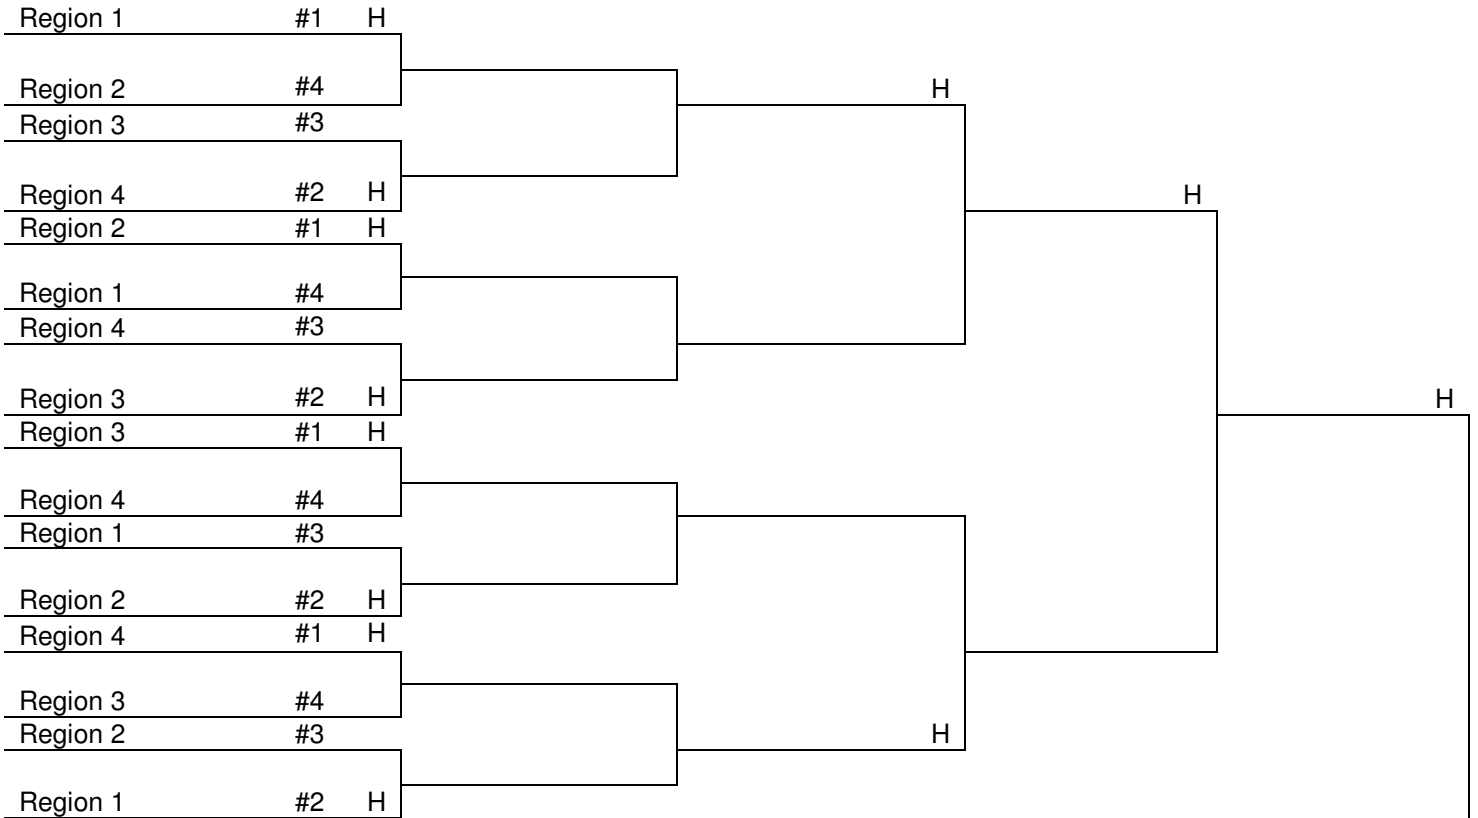 Region 1 #1 H
Region 2 #4 H
Region 3 #3
Region 4 #2 H H
Region 2 #1 H
Region 1 #4
Region 4 #3
Region 3 #2 H H
Region 3 #1 H
Region 4 #4
Region 1 #3
Region 2 #2 H
Region 4 #1 H
Region 3 #4
Region 2 #3 H
Region 1 #2 H